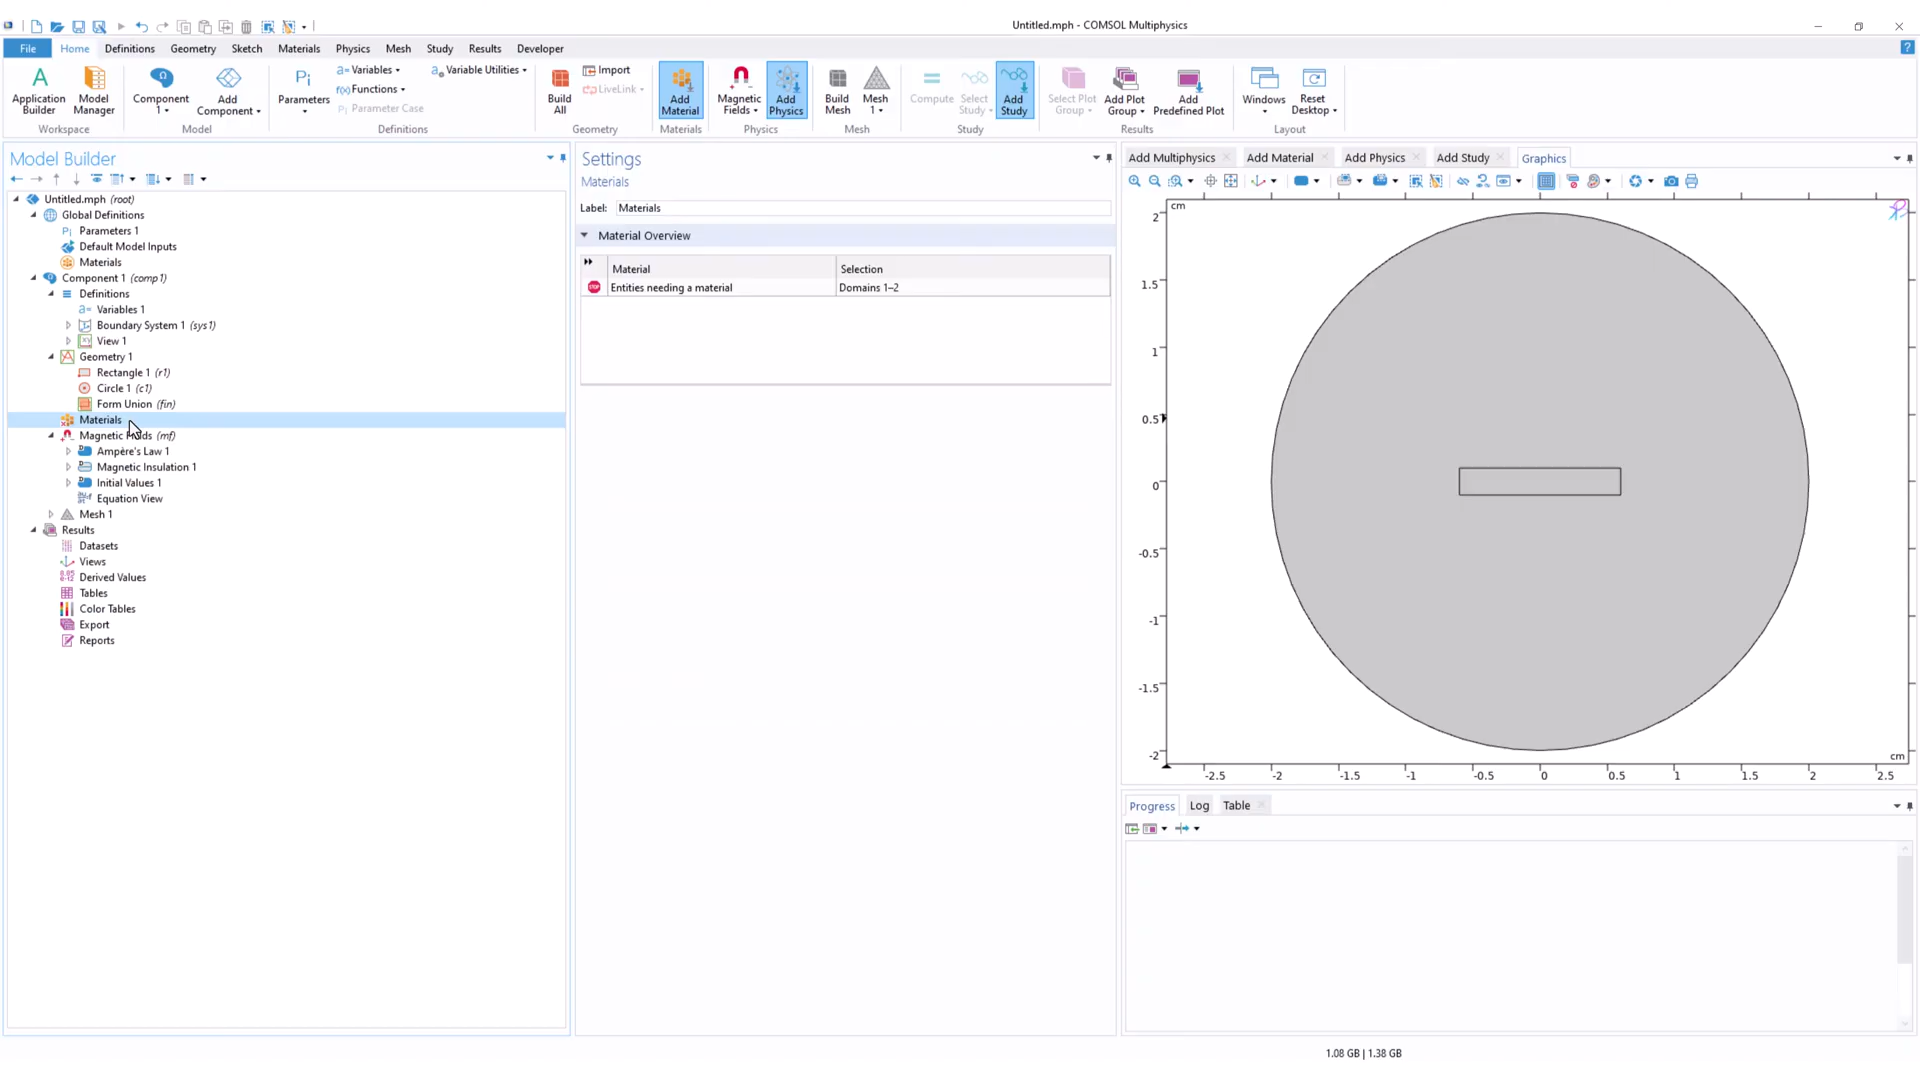 Untitled.mph - COMSOL Multiphysics
File Home Definitions Geometry Sketch Materials Physics Mesh Study Results Developer
Application Builder
Model Manager
Workspace
Component 1
Add Component
Model
Pi
Parameters
a= Variables
f(x) Functions
Pi Parameter Case
a= Variable Utilities
Definitions
Build All
Import
LiveLink
Geometry
Add Material
Materials
Magnetic Fields
Add Physics
Physics
Build Mesh
Mesh 1
Mesh
Compute
Select Study
Add Study
Study
Select Plot Group
Add Plot Group
Add Predefined Plot
Results
Windows
Reset Desktop
Layout
Model Builder
Untitled.mph (root)
Global Definitions
Pi Parameters 1
Default Model Inputs
Materials
Component 1 (comp1)
Definitions
a= Variables 1
Boundary System 1 (sys1)
View 1
Geometry 1
Rectangle 1 (r1)
Circle 1 (c1)
Form Union (fin)
Materials
Magnetic Fields (mf)
Ampère's Law 1
Magnetic Insulation 1
Initial Values 1
Equation View
Mesh 1
Results
Datasets
Views
Derived Values
Tables
Color Tables
Export
Reports
Settings
Materials
Label: Materials
Material Overview
Material Selection
Entities needing a material Domains 1–2
Add Multiphysics Add Material Add Physics Add Study Graphics
cm
2
1.5
1
0.5
0
-0.5
-1
-1.5
-2
cm
-2.5 -2 -1.5 -1 -0.5 0 0.5 1 1.5 2 2.5
Progress Log Table
1.08 GB | 1.38 GB